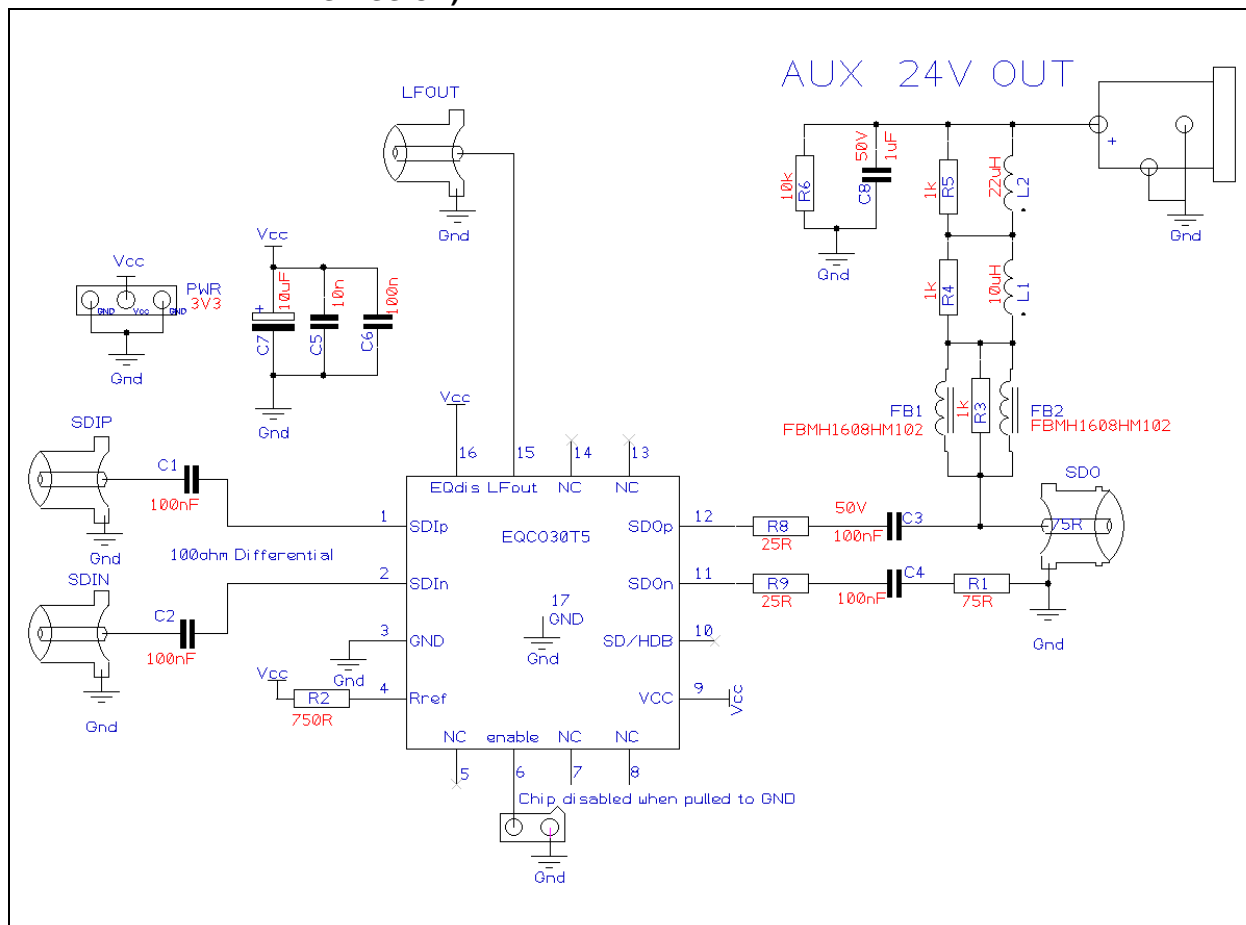 AUX 24V OUT
LFOUT
Gnd
Vcc
PWR
3V3
GND
Vcc
GND
Gnd
Vcc
10uF
C7
10n
C5
100n
C6
Gnd
10k
R6
50V
1uF
C8
Gnd
1k
R5
22uH
L2
1k
R4
10uH
L1
+
Gnd
FB1
FBMH1608HM102
1k
R3
FB2
FBMH1608HM102
SDIP
C1
100nF
Gnd
100ohm Differential
SDIN
C2
100nF
Gnd
Vcc
16
15
14
13
EQdis
LFout
NC
NC
EQCO30T5
1
SDIp
2
SDIn
3
GND
Gnd
4
Rref
Vcc
R2
750R
17
GND
Gnd
12
SDOp
11
SDOn
10
SD/HDB
9
VCC
Vcc
NC
enable
NC
NC
5
6
7
8
Chip disabled when pulled to GND
Gnd
R8
25R
50V
C3
100nF
R9
25R
C4
100nF
R1
75R
SDO
75R
Gnd